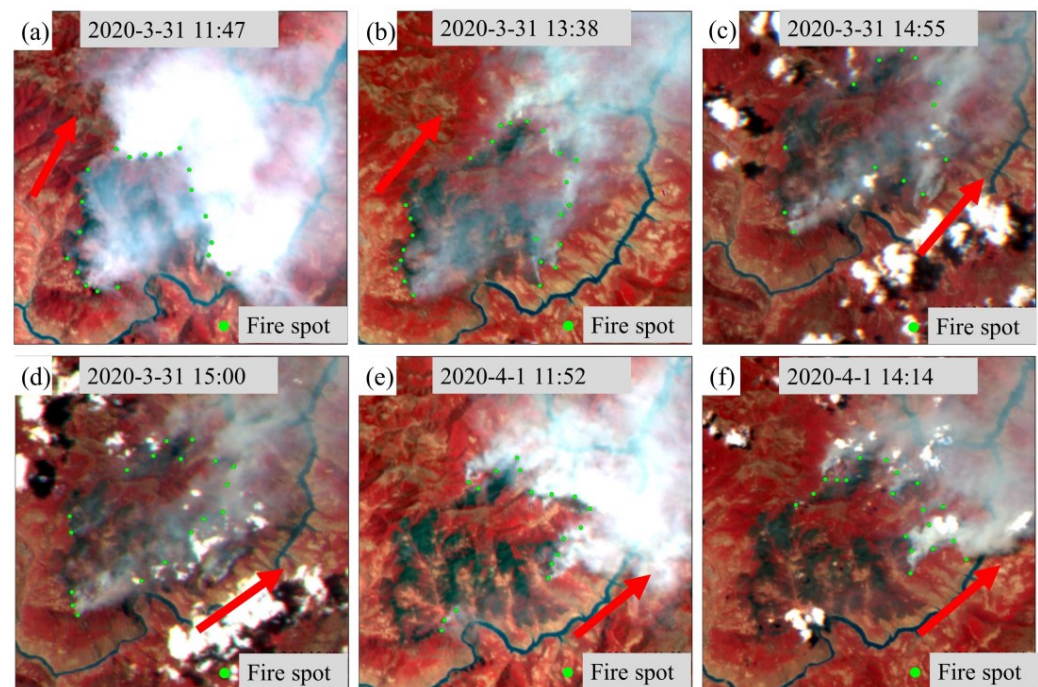 (a) 2020-3-31 11:47
Fire spot
(b) 2020-3-31 13:38
Fire spot
(c) 2020-3-31 14:55
Fire spot
(d) 2020-3-31 15:00
Fire spot
(e) 2020-4-1 11:52
Fire spot
(f) 2020-4-1 14:14
Fire spot